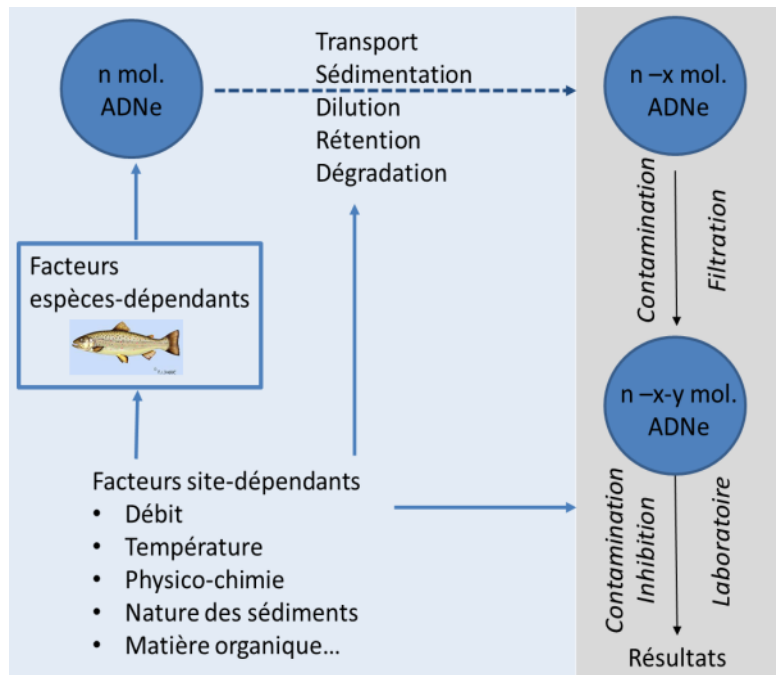 n mol.
ADNe
Transport
Sédimentation
Dilution
Rétention
Dégradation
n –x mol.
ADNe
Facteurs
espèces-dépendants
Contamination
Filtration
n –x-y mol.
ADNe
Facteurs site-dépendants
• Débit
• Température
• Physico-chimie
• Nature des sédiments
• Matière organique...
Contamination
Inhibition
Laboratoire
Résultats